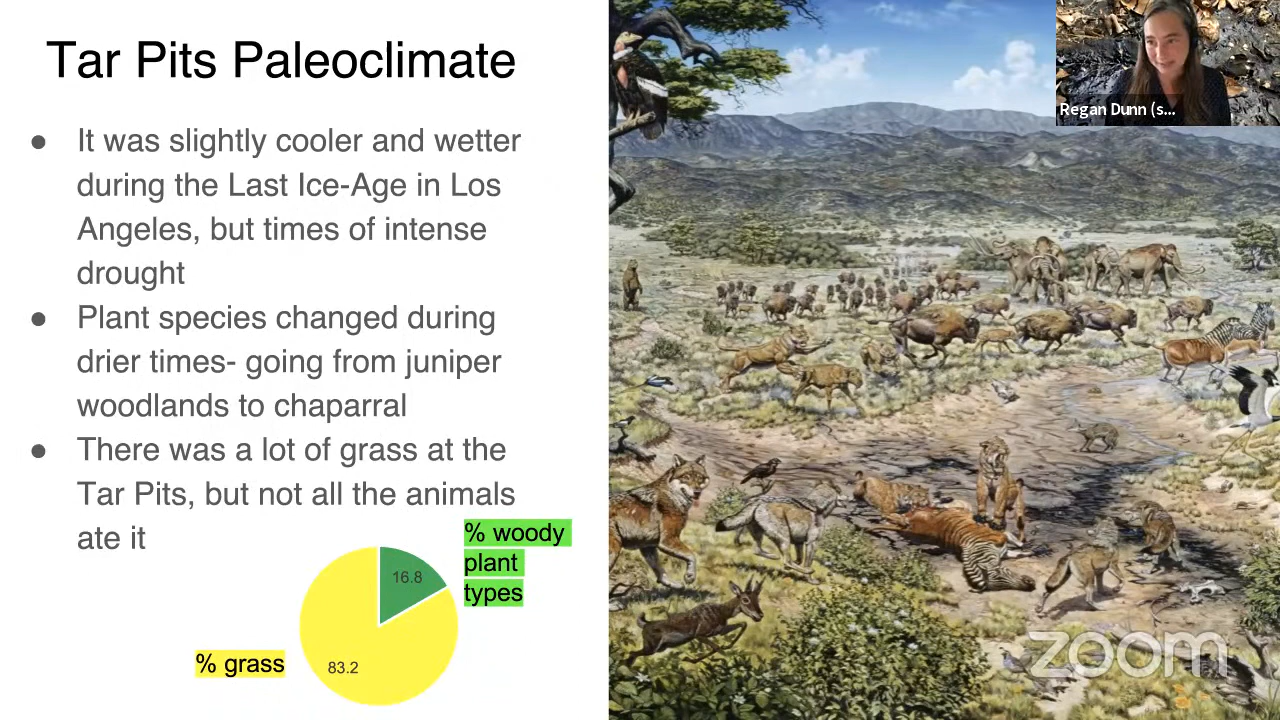 Tar Pits Paleoclimate
● It was slightly cooler and wetter
during the Last Ice-Age in Los
Angeles, but times of intense
drought
● Plant species changed during
drier times- going from juniper
woodlands to chaparral
● There was a lot of grass at the
Tar Pits, but not all the animals
ate it
% woody
plant
types
16.8
% grass
83.2
Regan Dunn (s...
zoom